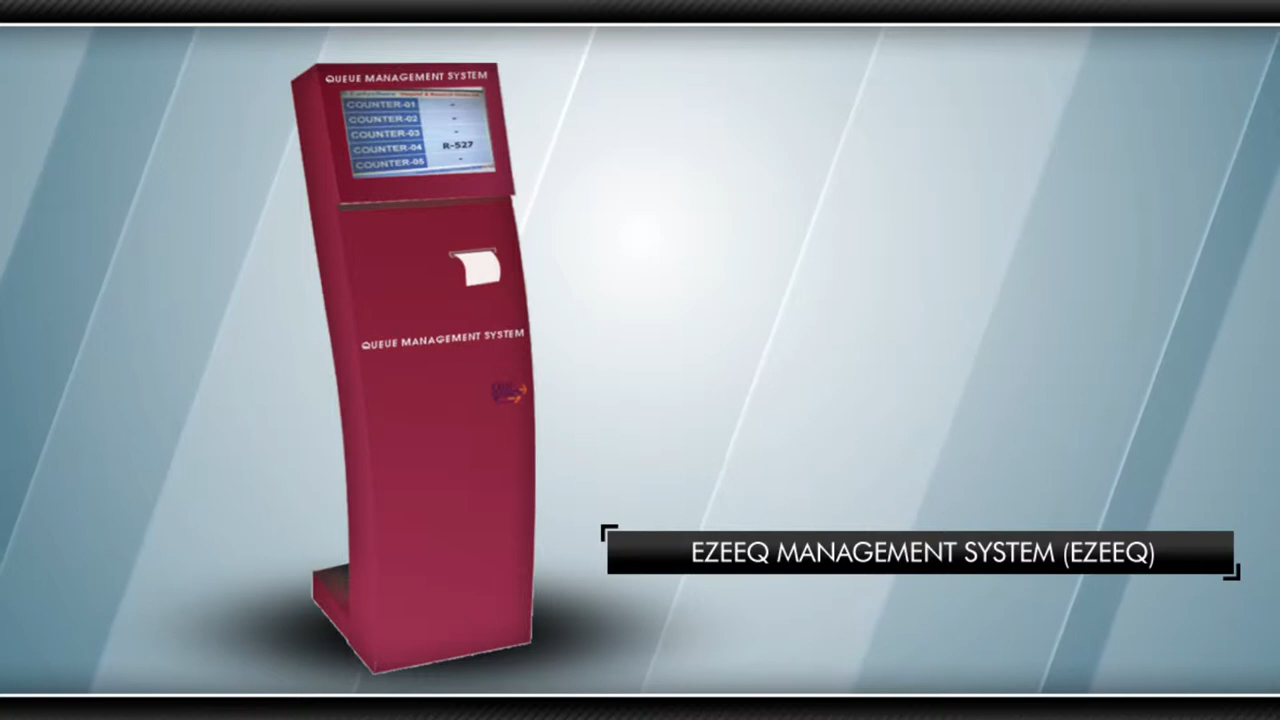 QUEUE MANAGEMENT SYSTEM
COUNTER-01 -
COUNTER-02 -
COUNTER-03 -
COUNTER-04 R-527
COUNTER-05 -
QUEUE MANAGEMENT SYSTEM
EZEEQ MANAGEMENT SYSTEM (EZEEQ)